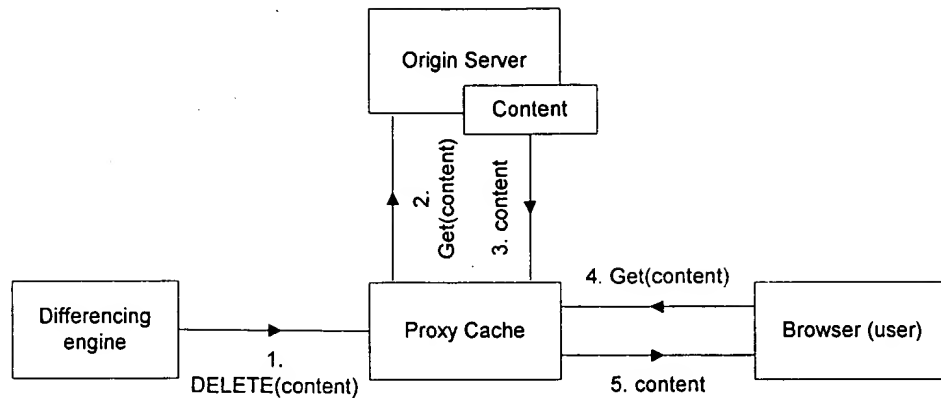 Origin Server
Content
2.
Get(content)
3. content
4. Get(content)
Differencing
engine
Proxy Cache
Browser (user)
1.
DELETE(content)
5. content